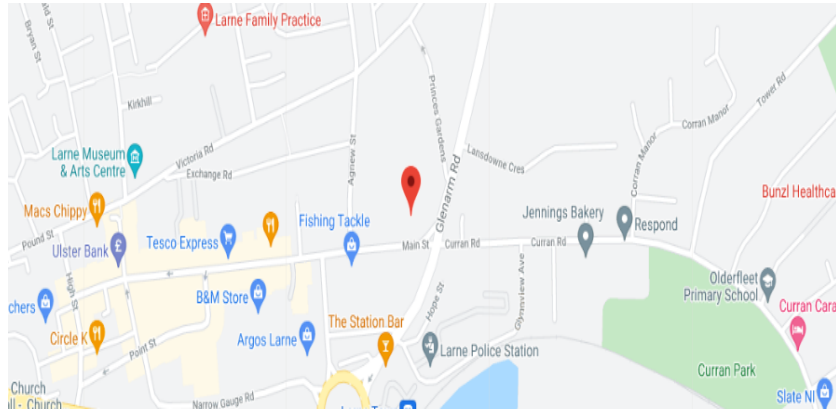 Larne Family Practice
Bryan St
Kirkhill
Princes Gardens
Tower Rd
Corran Manor
Corran Manor
Lansdowne Cres
Larne Museum
& Arts Centre
Victoria Rd
Exchange Rd
Agnew St
Glenarm Rd
Bunzl Healthca
Macs Chippy
Fishing Tackle
Jennings Bakery
Respond
Pound St
Ulster Bank
Tesco Express
Main St
Curran Rd
Curran Rd
High St
Glynnview Ave
Olderfleet
Primary School
chers
B&M Store
Hope St
Curran Cara
Circle K
Argos Larne
The Station Bar
Point St
Larne Police Station
Curran Park
Church
ll - Church
Narrow Gauge Rd
Slate NI